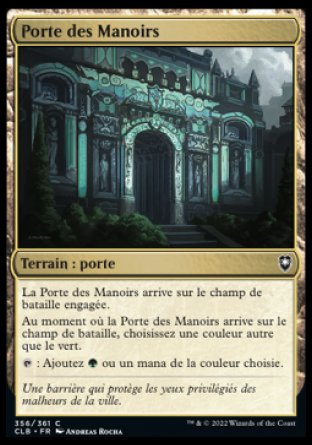 Porte des Manoirs
Terrain : porte
La Porte des Manoirs arrive sur le champ de
bataille engagée.
Au moment où la Porte des Manoirs arrive sur le
champ de bataille, choisissez une couleur autre
que le vert.
: Ajoutez ou un mana de la couleur choisie.
Une barrière qui protège les yeux privilégiés des
malheurs de la ville.
356/361 C
CLB • FR Andreas Rocha
™ & © 2022 Wizards of the Coast